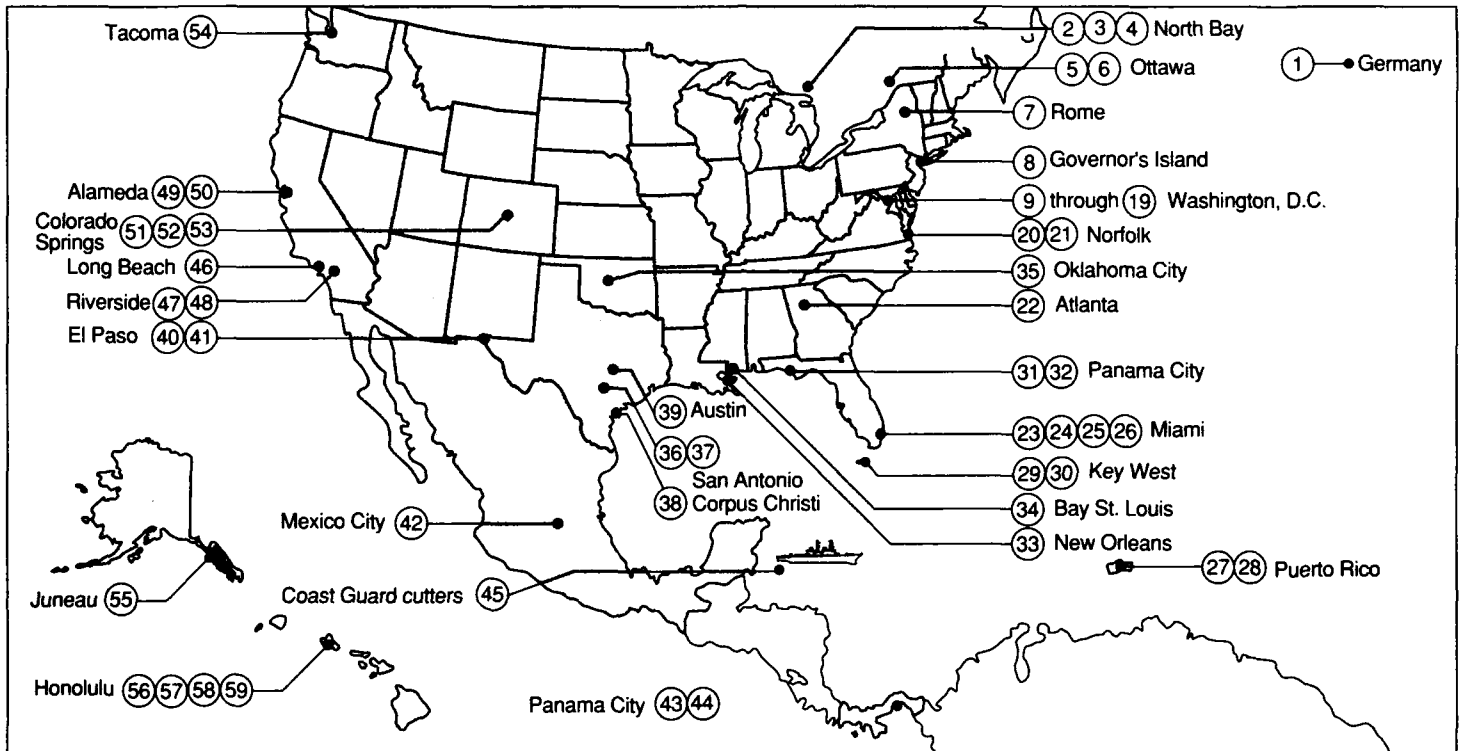 Tacoma 54
2 3 4 North Bay
5 6 Ottawa
1 Germany
7 Rome
8 Governor's Island
Alameda 49 50
9 through 19 Washington, D.C.
Colorado
Springs 51 52 53
20 21 Norfolk
Long Beach 46
35 Oklahoma City
Riverside 47 48
22 Atlanta
El Paso 40 41
31 32 Panama City
39 Austin
23 24 25 26 Miami
36 37
San Antonio
29 30 Key West
38 Corpus Christi
34 Bay St. Louis
Mexico City 42
33 New Orleans
27 28 Puerto Rico
Juneau 55
Coast Guard cutters 45
Honolulu 56 57 58 59
Panama City 43 44